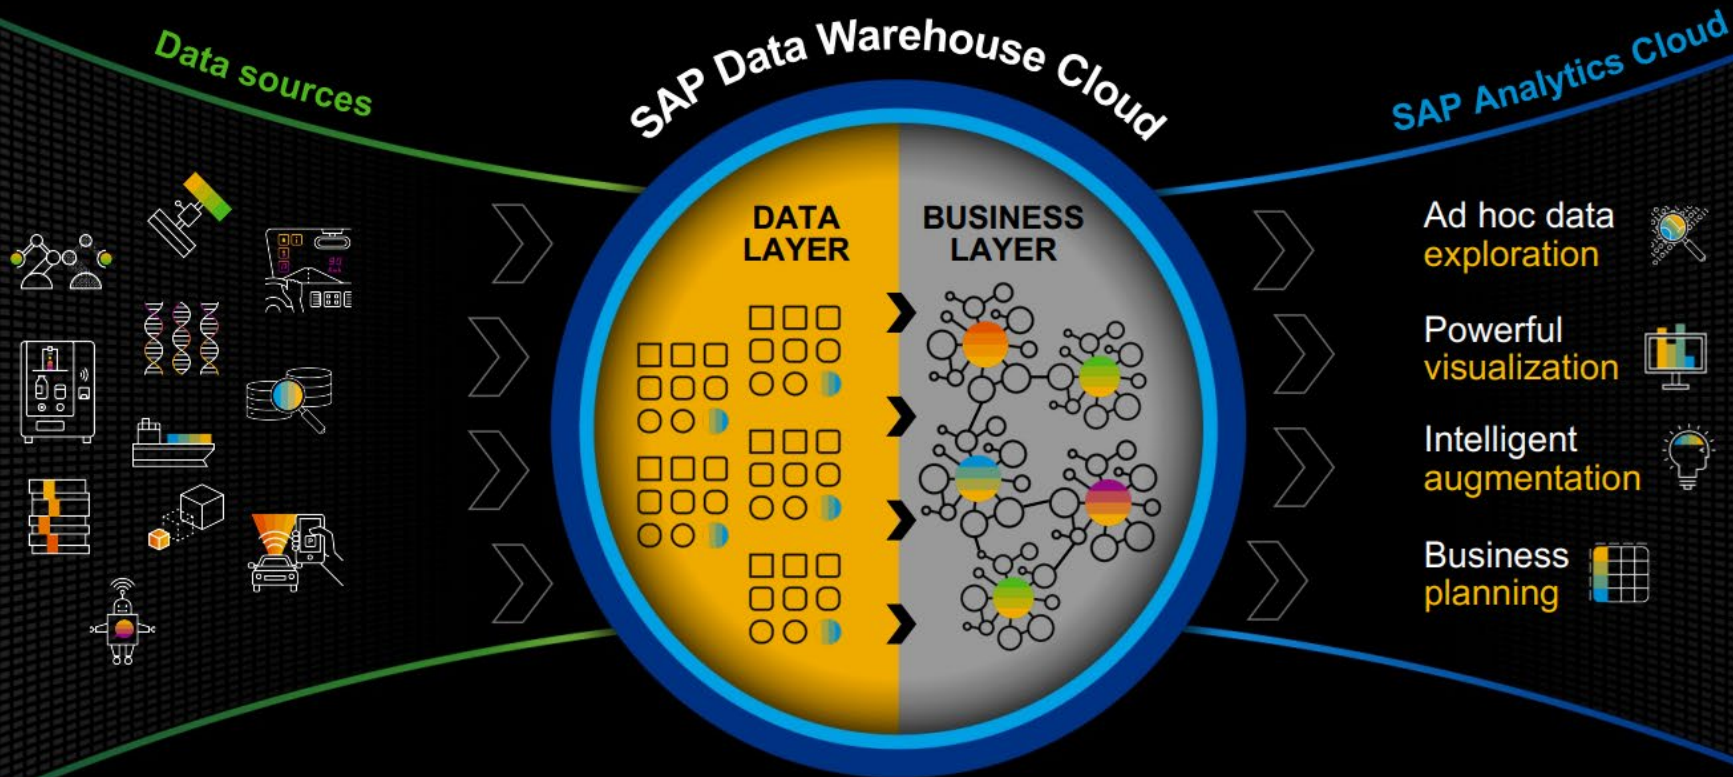 Data sources
SAP Data Warehouse Cloud
SAP Analytics Cloud
DATA
LAYER
BUSINESS
LAYER
Ad hoc data
exploration
Powerful
visualization
Intelligent
augmentation
Business
planning